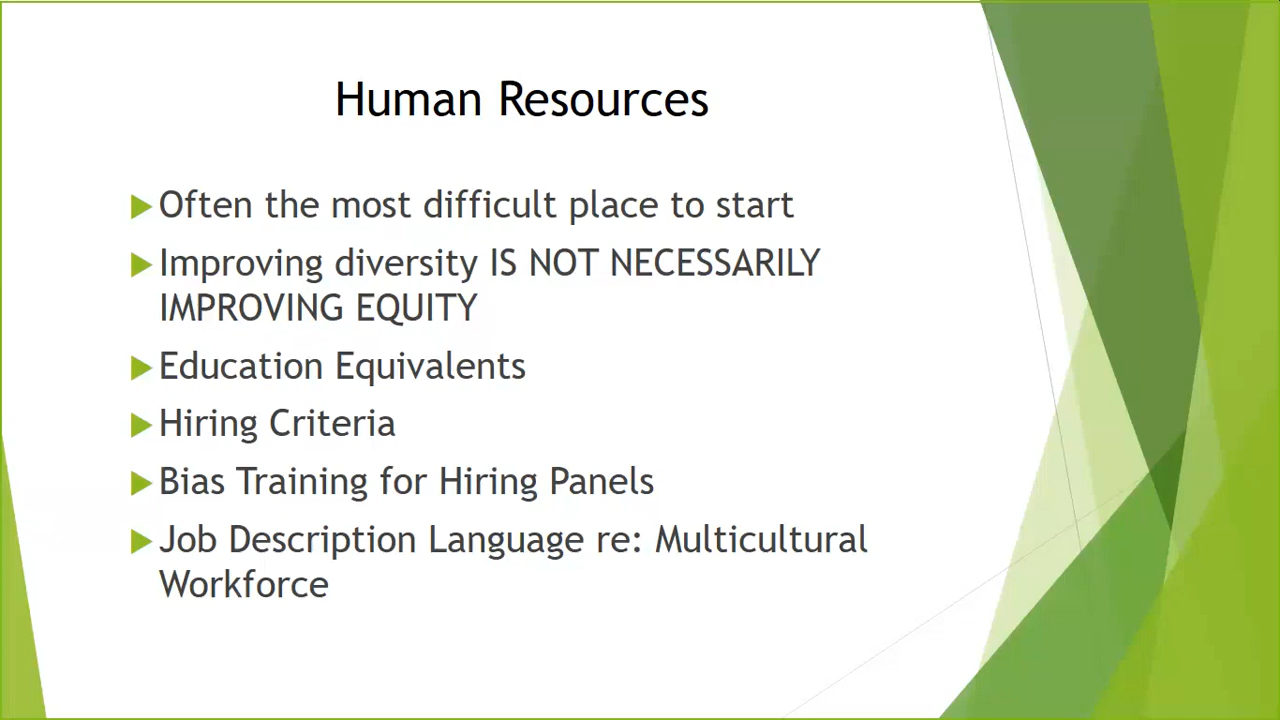 Human Resources
Often the most difficult place to start
Improving diversity IS NOT NECESSARILY
IMPROVING EQUITY
Education Equivalents
Hiring Criteria
Bias Training for Hiring Panels
Job Description Language re: Multicultural
Workforce